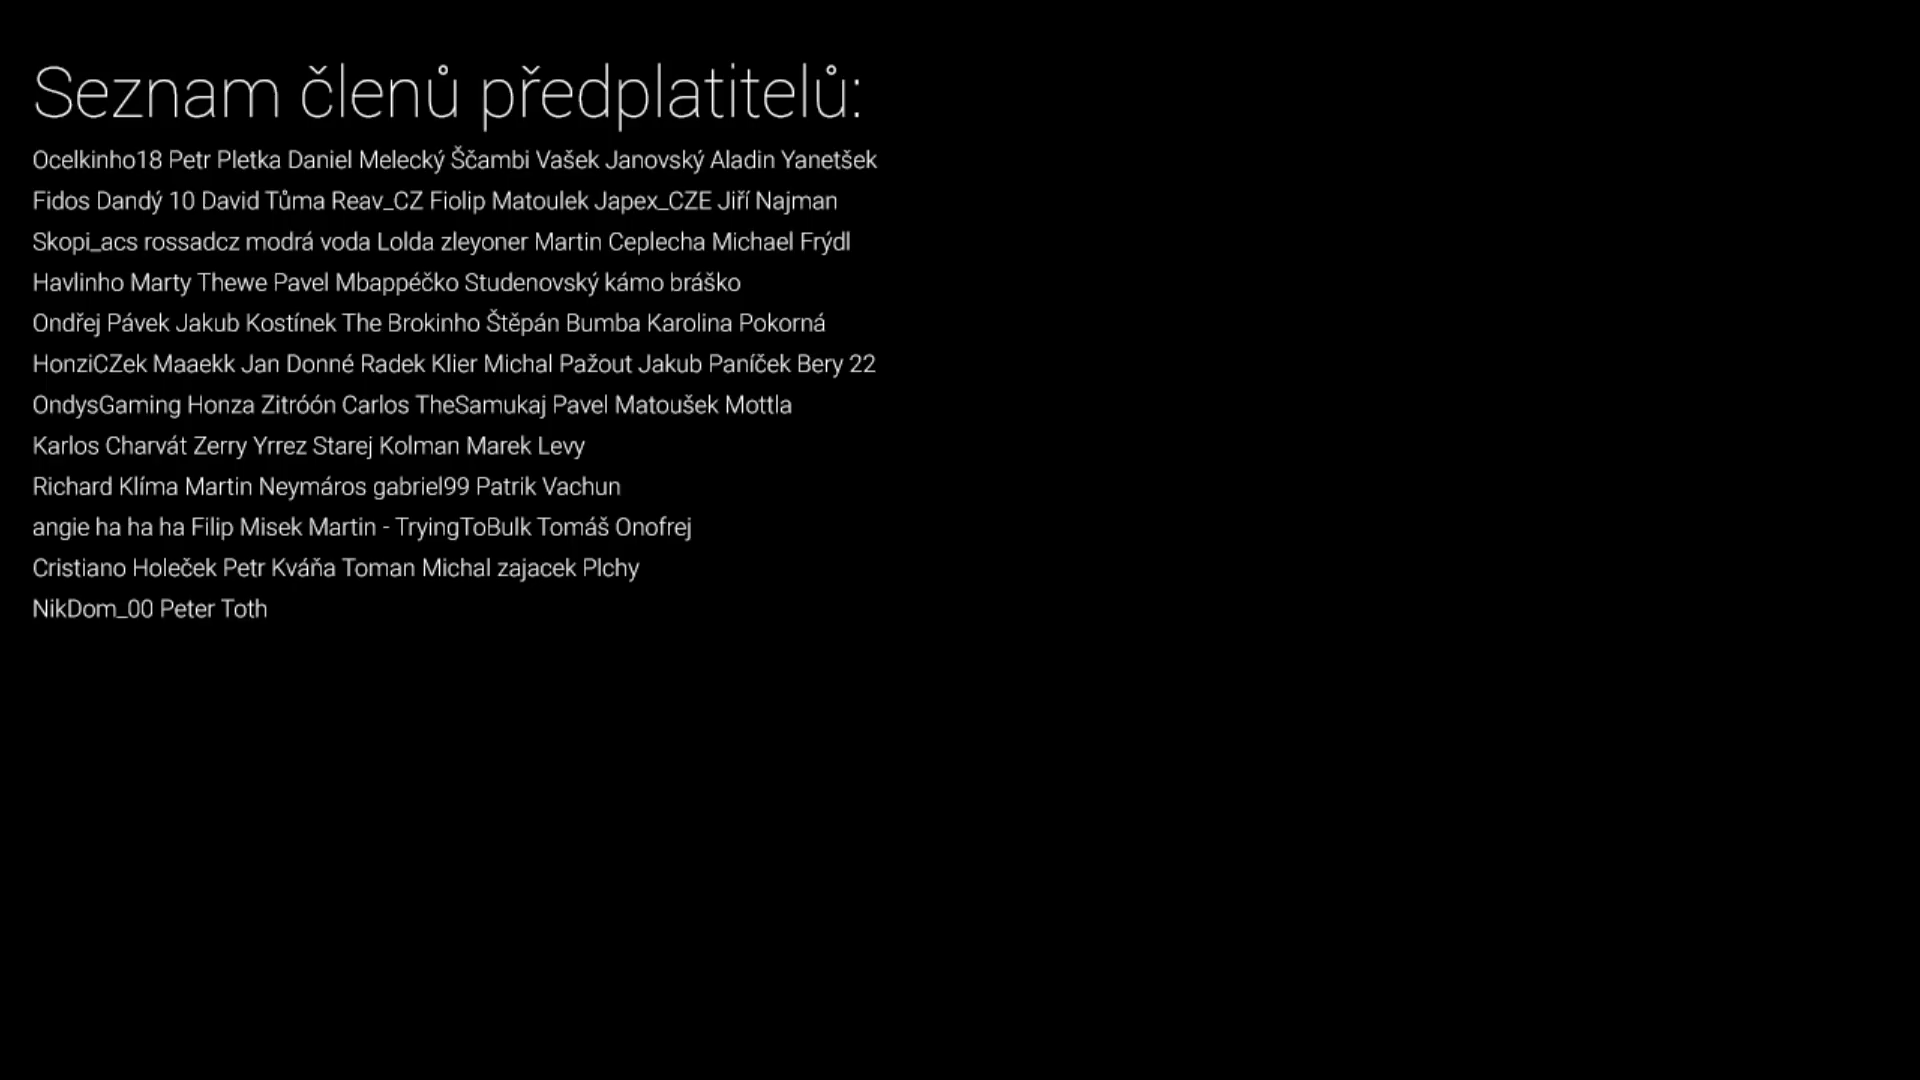 Seznam členů předplatitelů:
Ocelkinho18 Petr Pletka Daniel Melecký Ščambi Vašek Janovský Aladin Yanetšek
Fidos Dandý 10 David Tůma Reav_CZ Fiolip Matoulek Japex_CZE Jiří Najman
Skopi_acs rossadcz modrá voda Lolda zleyoner Martin Ceplecha Michael Frýdl
Havlinho Marty Thewe Pavel Mbappéčko Studenovský kámo bráško
Ondřej Pávek Jakub Kostínek The Brokinho Štěpán Bumba Karolina Pokorná
HonziCZek Maaekk Jan Donné Radek Klier Michal Pažout Jakub Paníček Bery 22
OndysGaming Honza Zitróón Carlos TheSamukaj Pavel Matoušek Mottla
Karlos Charvát Zerry Yrrez Starej Kolman Marek Levy
Richard Klíma Martin Neymáros gabriel99 Patrik Vachun
angie ha ha ha Filip Misek Martin - TryingToBulk Tomáš Onofrej
Cristiano Holeček Petr Kváňa Toman Michal zajacek Plchy
NikDom_00 Peter Toth